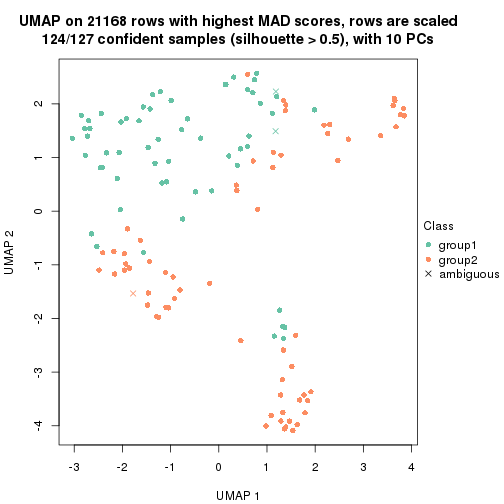 UMAP on 21168 rows with highest MAD scores, rows are scaled
124/127 confident samples (silhouette > 0.5), with 10 PCs
2
1
0
-1
-2
-3
-4
UMAP 2
-3 -2 -1 0 1 2 3 4
UMAP 1
Class
group1
group2
ambiguous